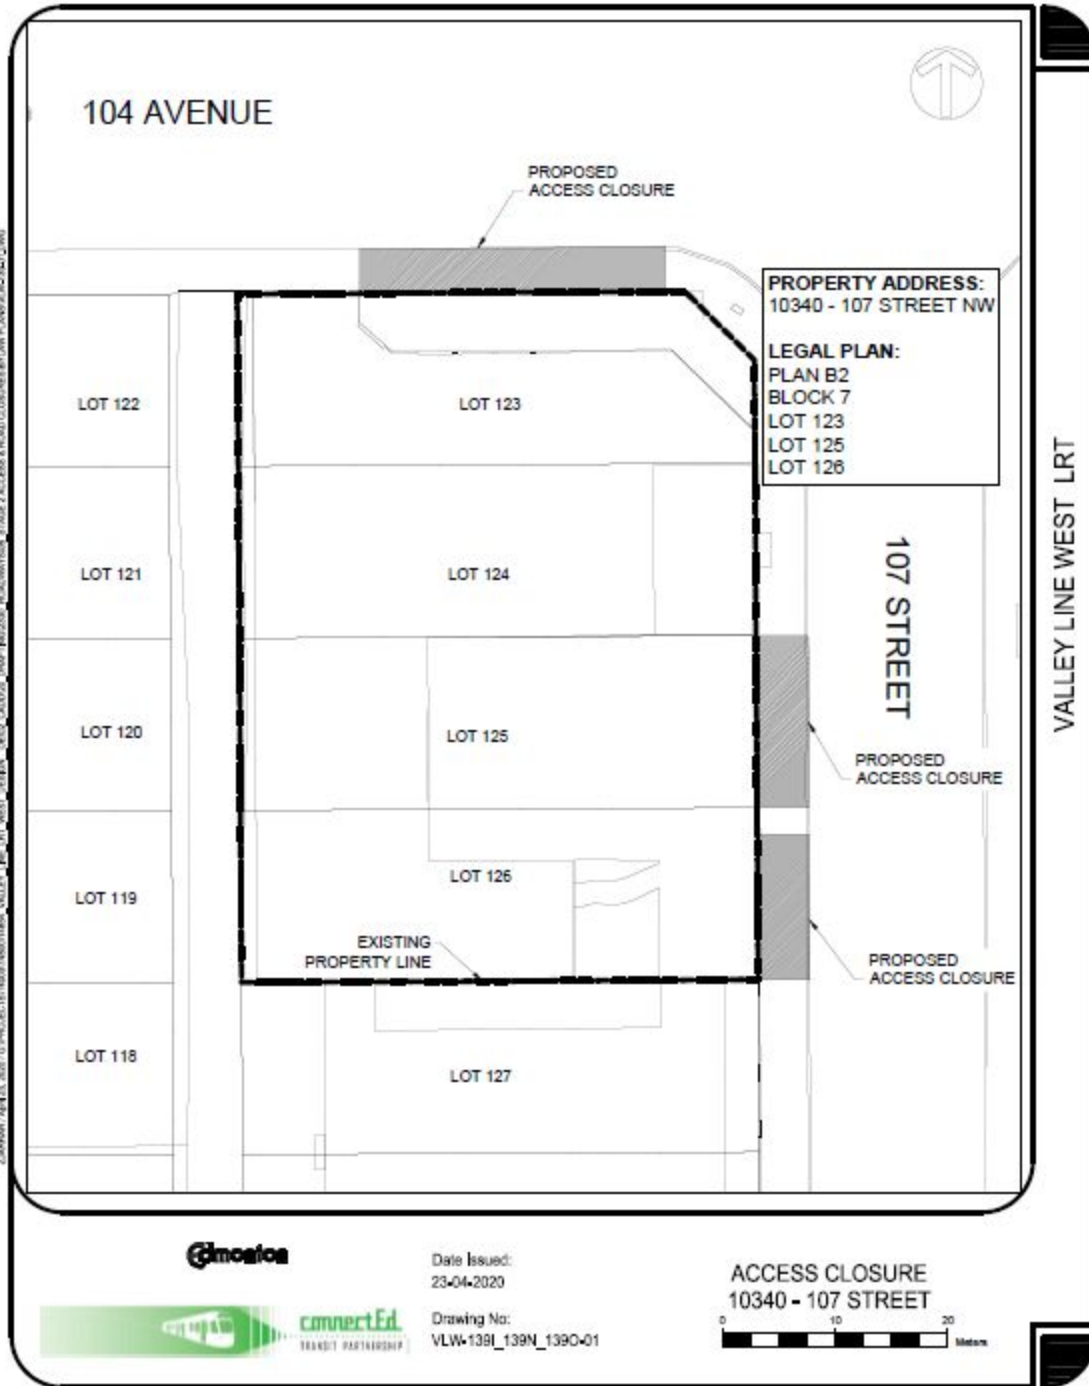 104 AVENUE
PROPOSED
ACCESS CLOSURE
PROPERTY ADDRESS:
10340 - 107 STREET NW
LEGAL PLAN:
PLAN B2
BLOCK 7
LOT 123
LOT 125
LOT 126
LOT 122
LOT 123
LOT 121
LOT 124
107 STREET
VALLEY LINE WEST LRT
LOT 120
LOT 125
PROPOSED
ACCESS CLOSURE
LOT 119
LOT 126
EXISTING
PROPERTY LINE
PROPOSED
ACCESS CLOSURE
LOT 118
LOT 127
Edmonton
connectEd
TRANSIT PARTNERSHIP
Date Issued:
23-04-2020
Drawing No:
VLW-139I_139N_139O-01
ACCESS CLOSURE
10340 - 107 STREET
0 10 20
Meters